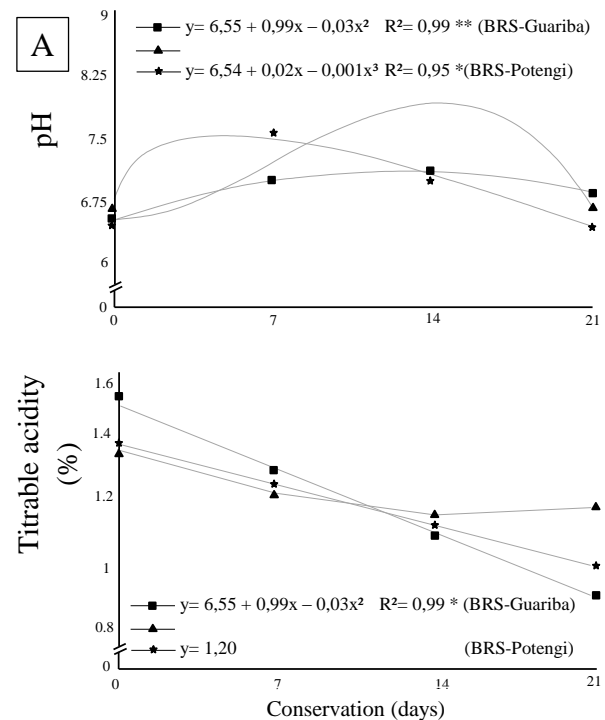 A
9
8.25
7.5
6.75
6
0
pH
y= 6,55 + 0,99x – 0,03x² R²= 0,99 ** (BRS-Guariba)
y= 6,54 + 0,02x – 0,001x³ R²= 0,95 * (BRS-Potengi)
0 7 14 21
Titrable acidity
(%)
1.6
1.4
1.2
1
0.8
0
y= 6,55 + 0,99x – 0,03x² R²= 0,99 * (BRS-Guariba)
y= 1,20 (BRS-Potengi)
0 7 14 21
Conservation (days)